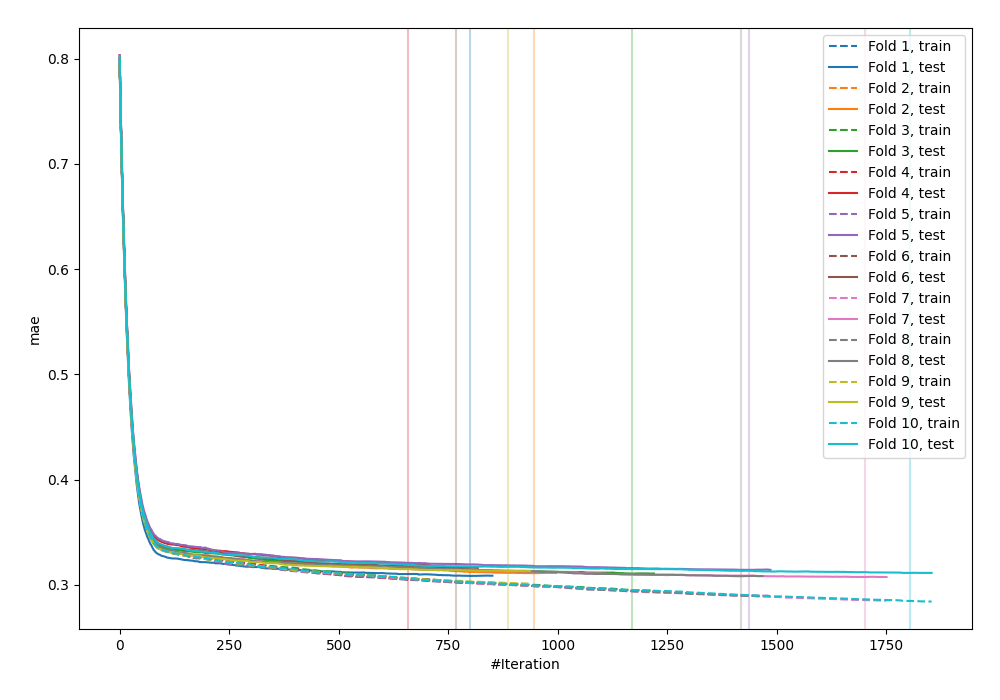 0.8
0.7
0.6
0.5
0.4
0.3
mae
0
250
500
750
1000
1250
1500
1750
#Iteration
Fold 1, train
Fold 1, test
Fold 2, train
Fold 2, test
Fold 3, train
Fold 3, test
Fold 4, train
Fold 4, test
Fold 5, train
Fold 5, test
Fold 6, train
Fold 6, test
Fold 7, train
Fold 7, test
Fold 8, train
Fold 8, test
Fold 9, train
Fold 9, test
Fold 10, train
Fold 10, test